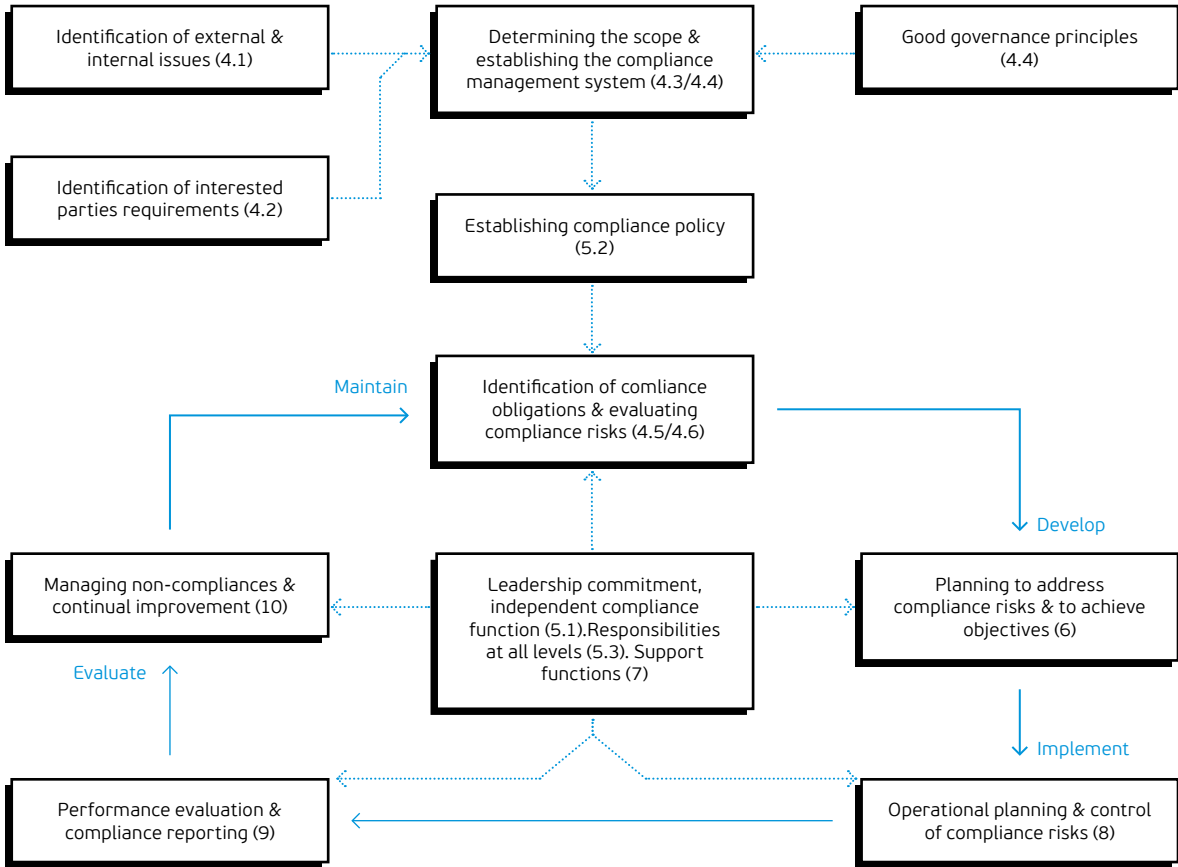 Identification of external &
internal issues (4.1)
Determining the scope &
establishing the compliance
management system (4.3/4.4)
Good governance principles
(4.4)
Identification of interested
parties requirements (4.2)
Establishing compliance policy
(5.2)
Maintain
Identification of comliance
obligations & evaluating
compliance risks (4.5/4.6)
Develop
Managing non-compliances &
continual improvement (10)
Leadership commitment,
independent compliance
function (5.1).Responsibilities
at all levels (5.3). Support
functions (7)
Planning to address
compliance risks & to achieve
objectives (6)
Evaluate
Implement
Performance evaluation &
compliance reporting (9)
Operational planning & control
of compliance risks (8)